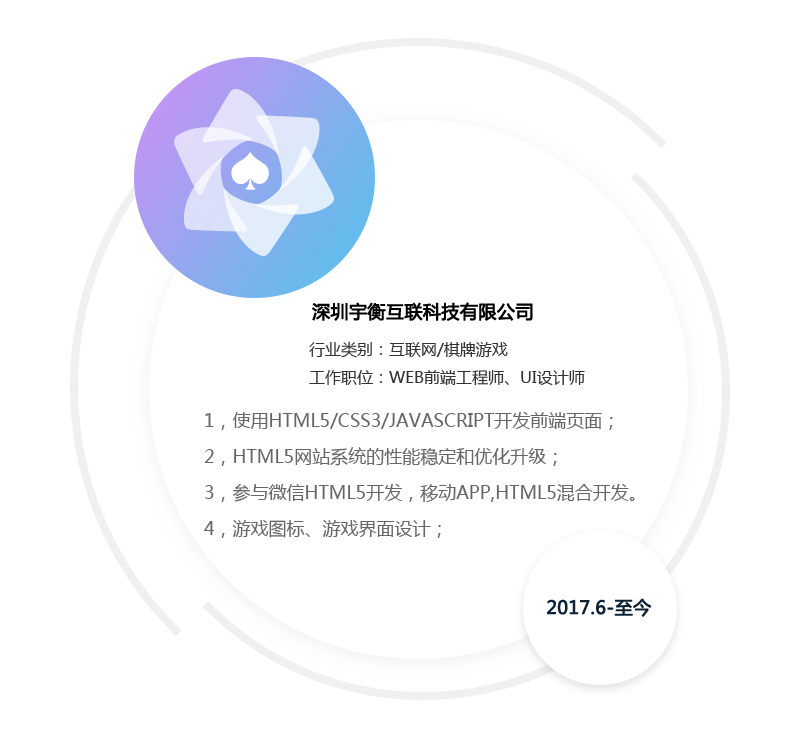 深圳宇衡互联科技有限公司
行业类别：互联网/棋牌游戏
工作职位：WEB前端工程师、UI设计师
1，使用HTML5/CSS3/JAVASCRIPT开发前端页面；
2，HTML5网站系统的性能稳定和优化升级；
3，参与微信HTML5开发，移动APP,HTML5混合开发。
4，游戏图标、游戏界面设计；
2017.6-至今